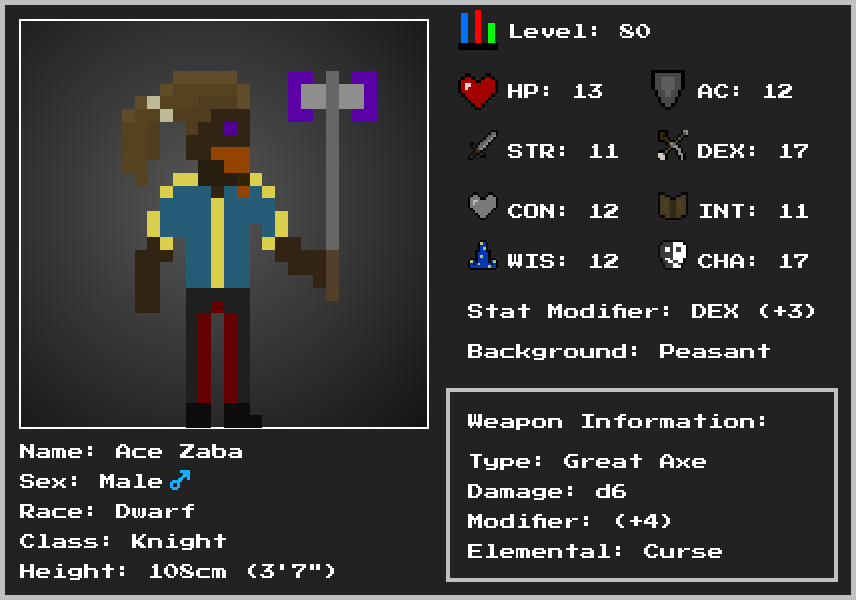 Level: 80
HP: 13
AC: 12
STR: 11
DEX: 17
CON: 12
INT: 11
WIS: 12
CHA: 17
Stat Modifier: DEX (+3)
Background: Peasant
Weapon Information:
Type: Great Axe
Damage: d6
Modifier: (+4)
Elemental: Curse
Name: Ace Zaba
Sex: Male♂
Race: Dwarf
Class: Knight
Height: 108cm (3'7")